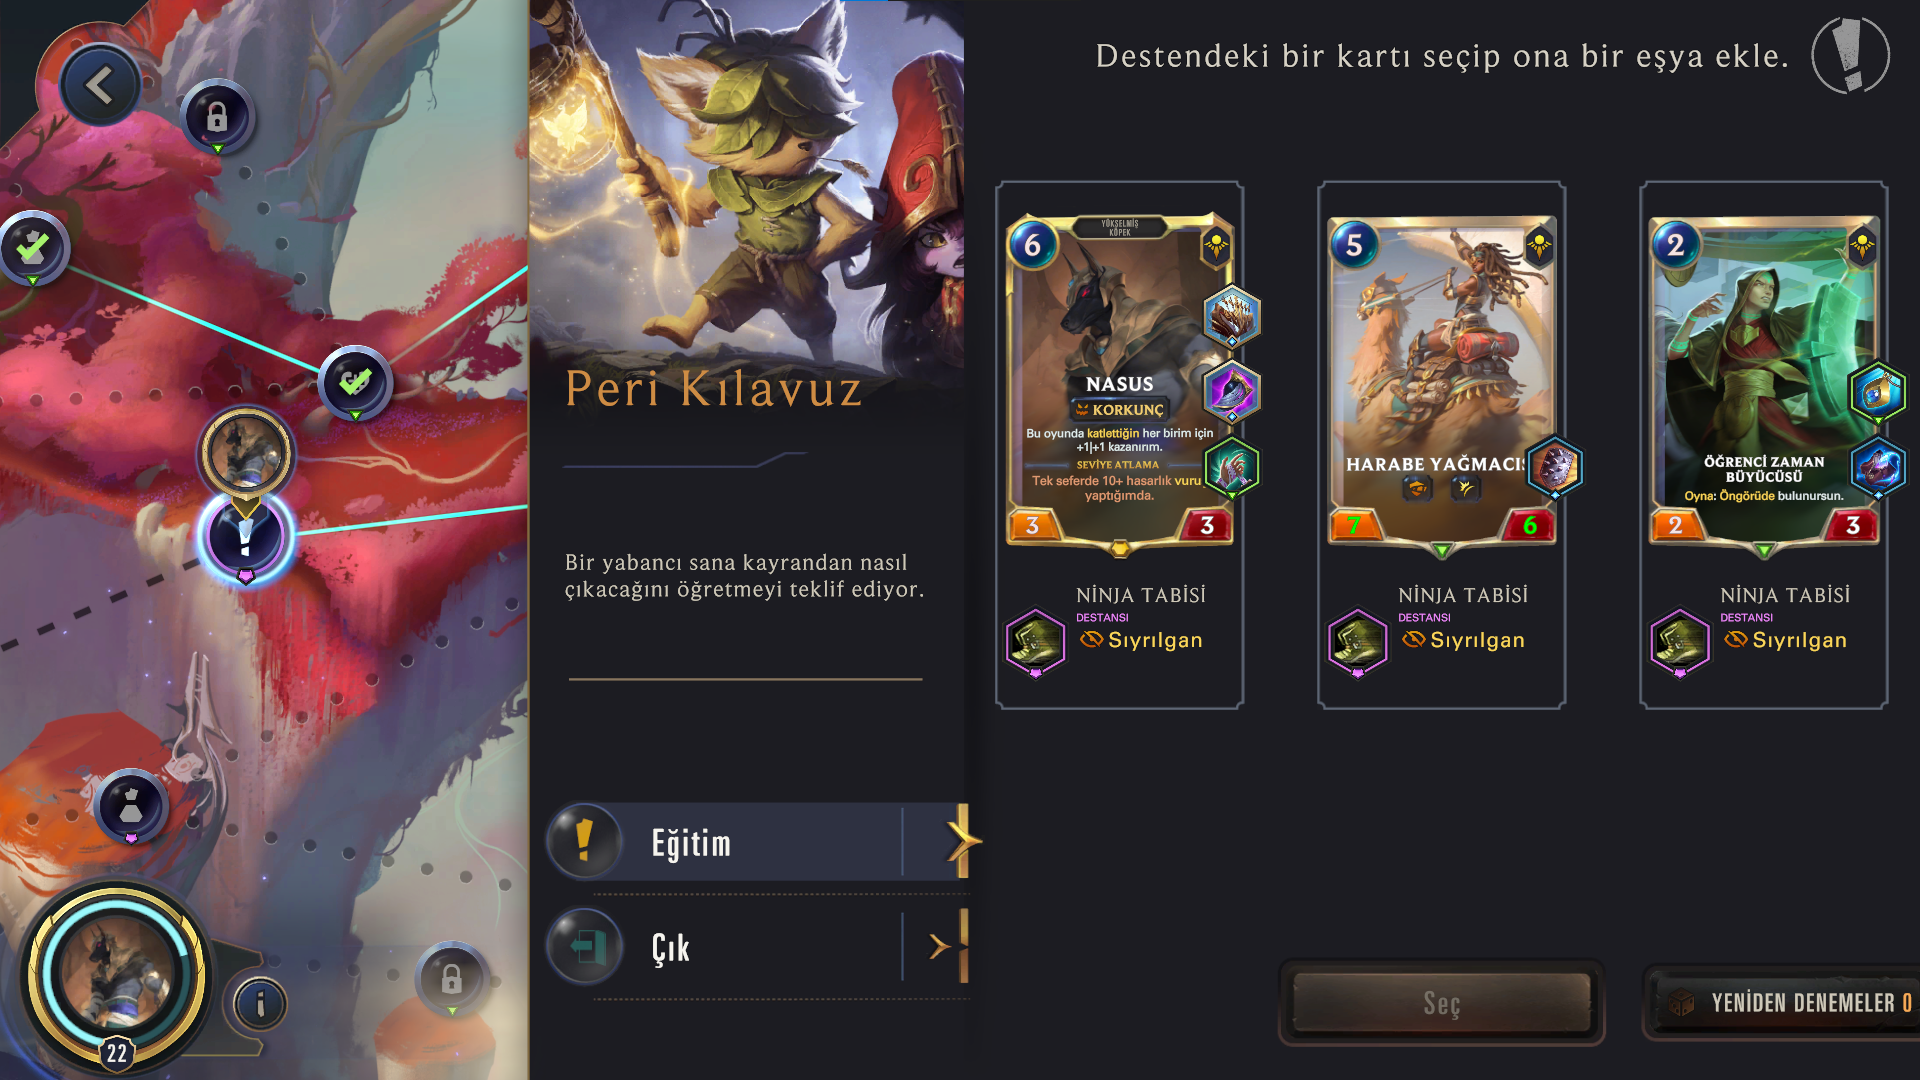 Destendeki bir kartı seçip ona bir eşya ekle.
Peri Kılavuz
Bir yabancı sana kayrandan nasıl
çıkacağını öğretmeyi teklif ediyor.
Eğitim
Çık
22
6
YÜKSELMİŞ
KÖPEK
NASUS
KORKUNÇ
Bu oyunda katlettiğin her birim için
+1|+1 kazanırım.
SEVİYE ATLAMA
Tek seferde 10+ hasarlık vuruş
yaptığımda.
3
3
NİNJA TABİSİ
DESTANSI
Sıyrılgan
5
HARABE YAĞMACIS
7
6
NİNJA TABİSİ
DESTANSI
Sıyrılgan
2
ÖĞRENCİ ZAMAN
BÜYÜCÜSÜ
Oyna: Öngörüde bulunursun.
2
3
NİNJA TABİSİ
DESTANSI
Sıyrılgan
Seç
YENİDEN DENEMELER 0